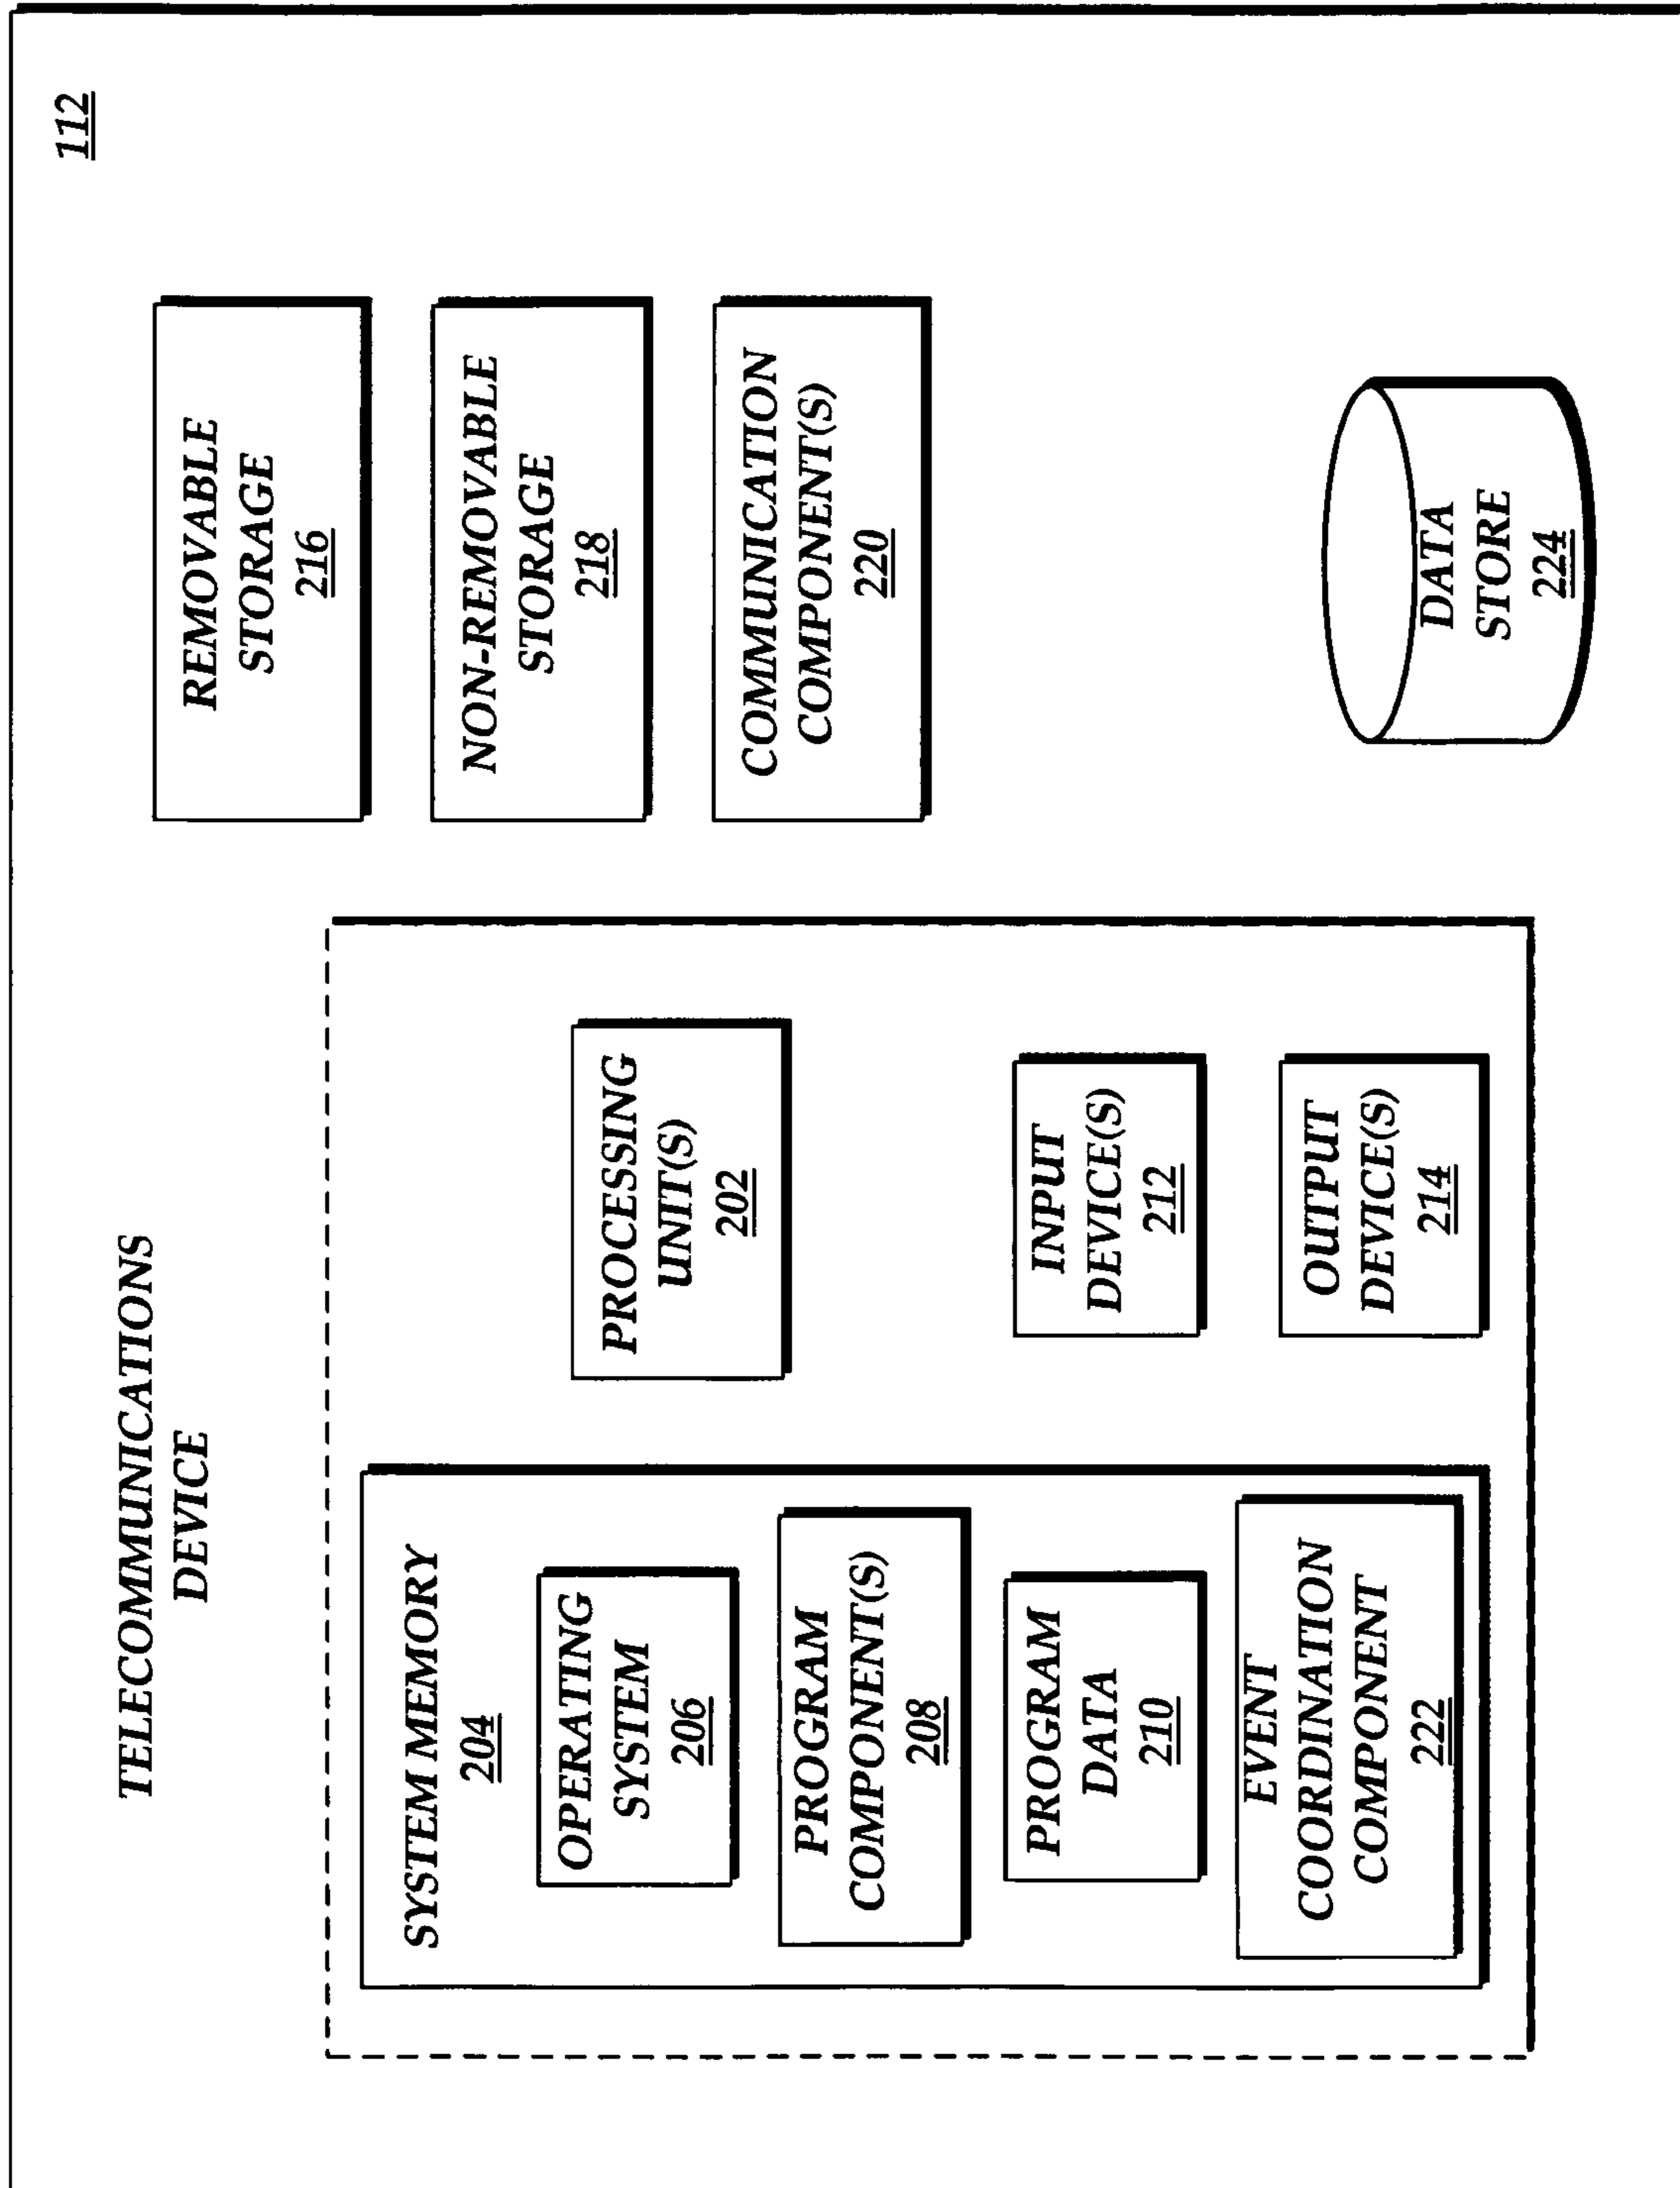 112
TELECOMMUNICATIONS
DEVICE
SYSTEM MEMORY
204
OPERATING
SYSTEM
206
PROGRAM
COMPONENT(S)
208
PROGRAM
DATA
210
EVENT
COORDINATION
COMPONENT
222
PROCESSING
UNIT(S)
202
INPUT
DEVICE(S)
212
OUTPUT
DEVICE(S)
214
REMOVABLE
STORAGE
216
NON-REMOVABLE
STORAGE
218
COMMUNICATION
COMPONENT(S)
220
DATA
STORE
224